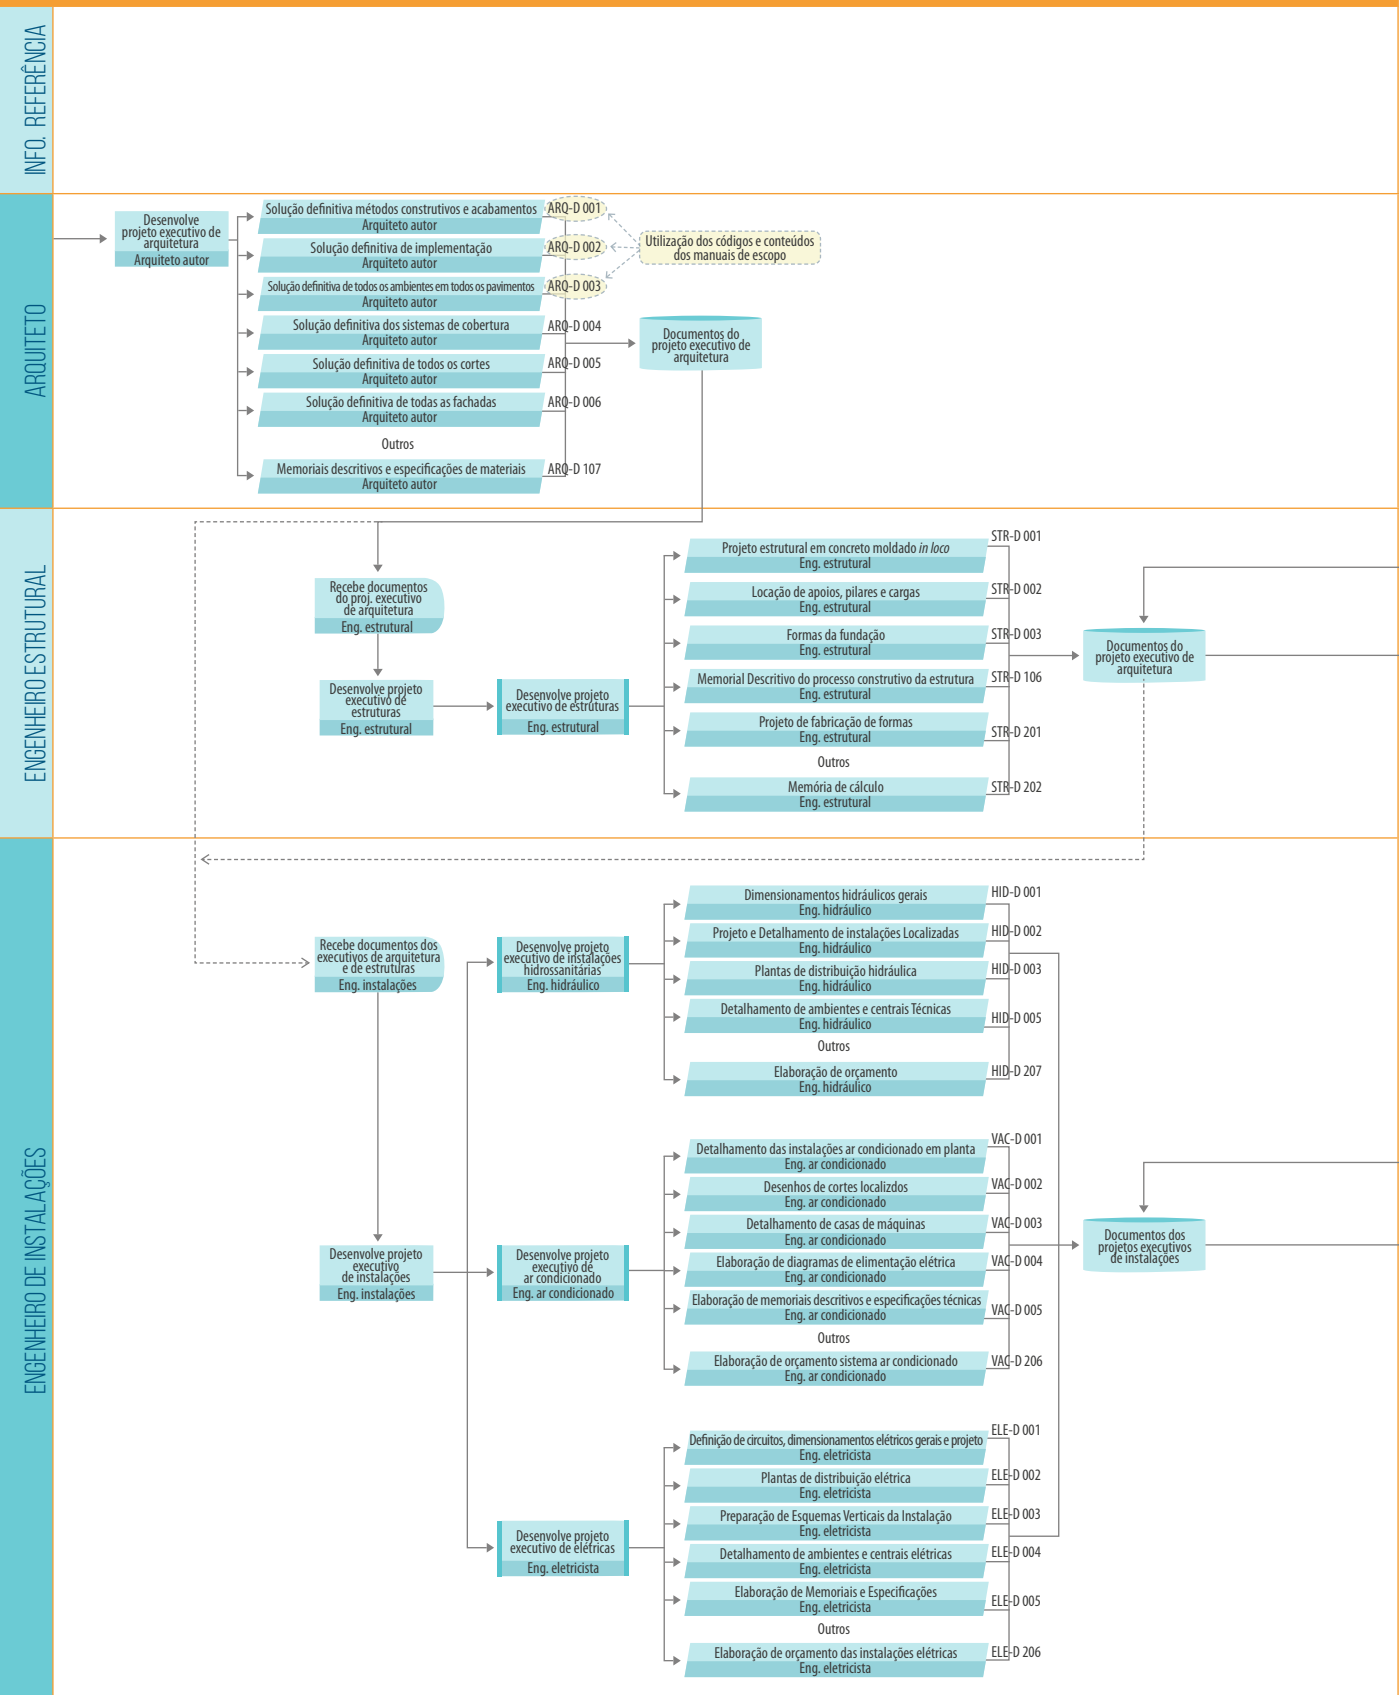 INFO. REFERÊNCIA
ARQUITETO
Desenvolve
projeto executivo de
arquitetura
Arquiteto autor
Solução definitiva métodos construtivos e acabamentos
Arquiteto autor
ARQ-D 001
Solução definitiva de implementação
Arquiteto autor
ARQ-D 002
Solução definitiva de todos os ambientes em todos os pavimentos
Arquiteto autor
ARQ-D 003
Utilização dos códigos e conteúdos
dos manuais de escopo
Solução definitiva dos sistemas de cobertura
Arquiteto autor
ARQ-D 004
Solução definitiva de todos os cortes
Arquiteto autor
ARQ-D 005
Solução definitiva de todas as fachadas
Arquiteto autor
ARQ-D 006
Outros
Memoriais descritivos e especificações de materiais
Arquiteto autor
ARQ-D 107
Documentos do
projeto executivo de
arquitetura
ENGENHEIRO ESTRUTURAL
Recebe documentos
do proj. executivo
de arquitetura
Eng. estrutural
Desenvolve projeto
executivo de
estruturas
Eng. estrutural
Desenvolve projeto
executivo de estruturas
Eng. estrutural
Projeto estrutural em concreto moldado in loco
Eng. estrutural
STR-D 001
Locação de apoios, pilares e cargas
Eng. estrutural
STR-D 002
Formas da fundação
Eng. estrutural
STR-D 003
Memorial Descritivo do processo construtivo da estrutura
Eng. estrutural
STR-D 106
Projeto de fabricação de formas
Eng. estrutural
STR-D 201
Outros
Memória de cálculo
Eng. estrutural
STR-D 202
Documentos do
projeto executivo de
arquitetura
ENGENHEIRO DE INSTALAÇÕES
Recebe documentos dos
executivos de arquitetura
e de estruturas
Eng. instalações
Desenvolve projeto
executivo de instalações
hidrossanitárias
Eng. hidráulico
Dimensionamentos hidráulicos gerais
Eng. hidráulico
HID-D 001
Projeto e Detalhamento de instalações Localizadas
Eng. hidráulico
HID-D 002
Plantas de distribuição hidráulica
Eng. hidráulico
HID-D 003
Detalhamento de ambientes e centrais Técnicas
Eng. hidráulico
HID-D 005
Outros
Elaboração de orçamento
Eng. hidráulico
HID-D 207
Desenvolve projeto
executivo
de instalações
Eng. instalações
Desenvolve projeto
executivo de
ar condicionado
Eng. ar condicionado
Detalhamento das instalações ar condicionado em planta
Eng. ar condicionado
VAC-D 001
Desenhos de cortes localizdos
Eng. ar condicionado
VAC-D 002
Detalhamento de casas de máquinas
Eng. ar condicionado
VAC-D 003
Elaboração de diagramas de elimentação elétrica
Eng. ar condicionado
VAC-D 004
Elaboração de memoriais descritivos e especificações técnicas
Eng. ar condicionado
VAC-D 005
Outros
Elaboração de orçamento sistema ar condicionado
Eng. ar condicionado
VAC-D 206
Documentos dos
projetos executivos
de instalações
Desenvolve projeto
executivo de elétricas
Eng. eletricista
Definição de circuitos, dimensionamentos elétricos gerais e projeto
Eng. eletricista
ELE-D 001
Plantas de distribuição elétrica
Eng. eletricista
ELE-D 002
Preparação de Esquemas Verticais da Instalação
Eng. eletricista
ELE-D 003
Detalhamento de ambientes e centrais elétricas
Eng. eletricista
ELE-D 004
Elaboração de Memoriais e Especificações
Eng. eletricista
ELE-D 005
Outros
Elaboração de orçamento das instalações elétricas
Eng. eletricista
ELE-D 206